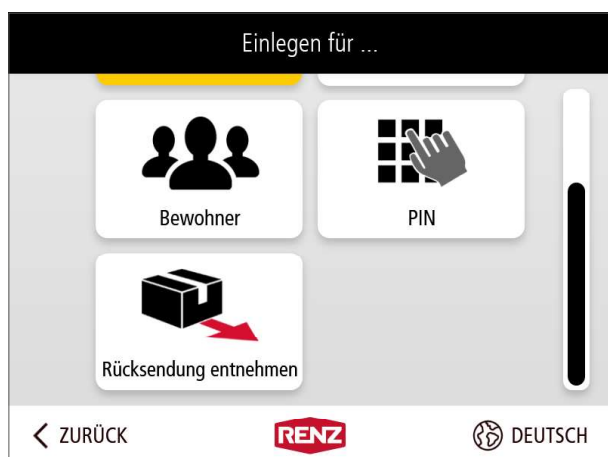 Einlegen für ...
Bewohner
PIN
Rücksendung entnehmen
ZURÜCK
RENZ
DEUTSCH